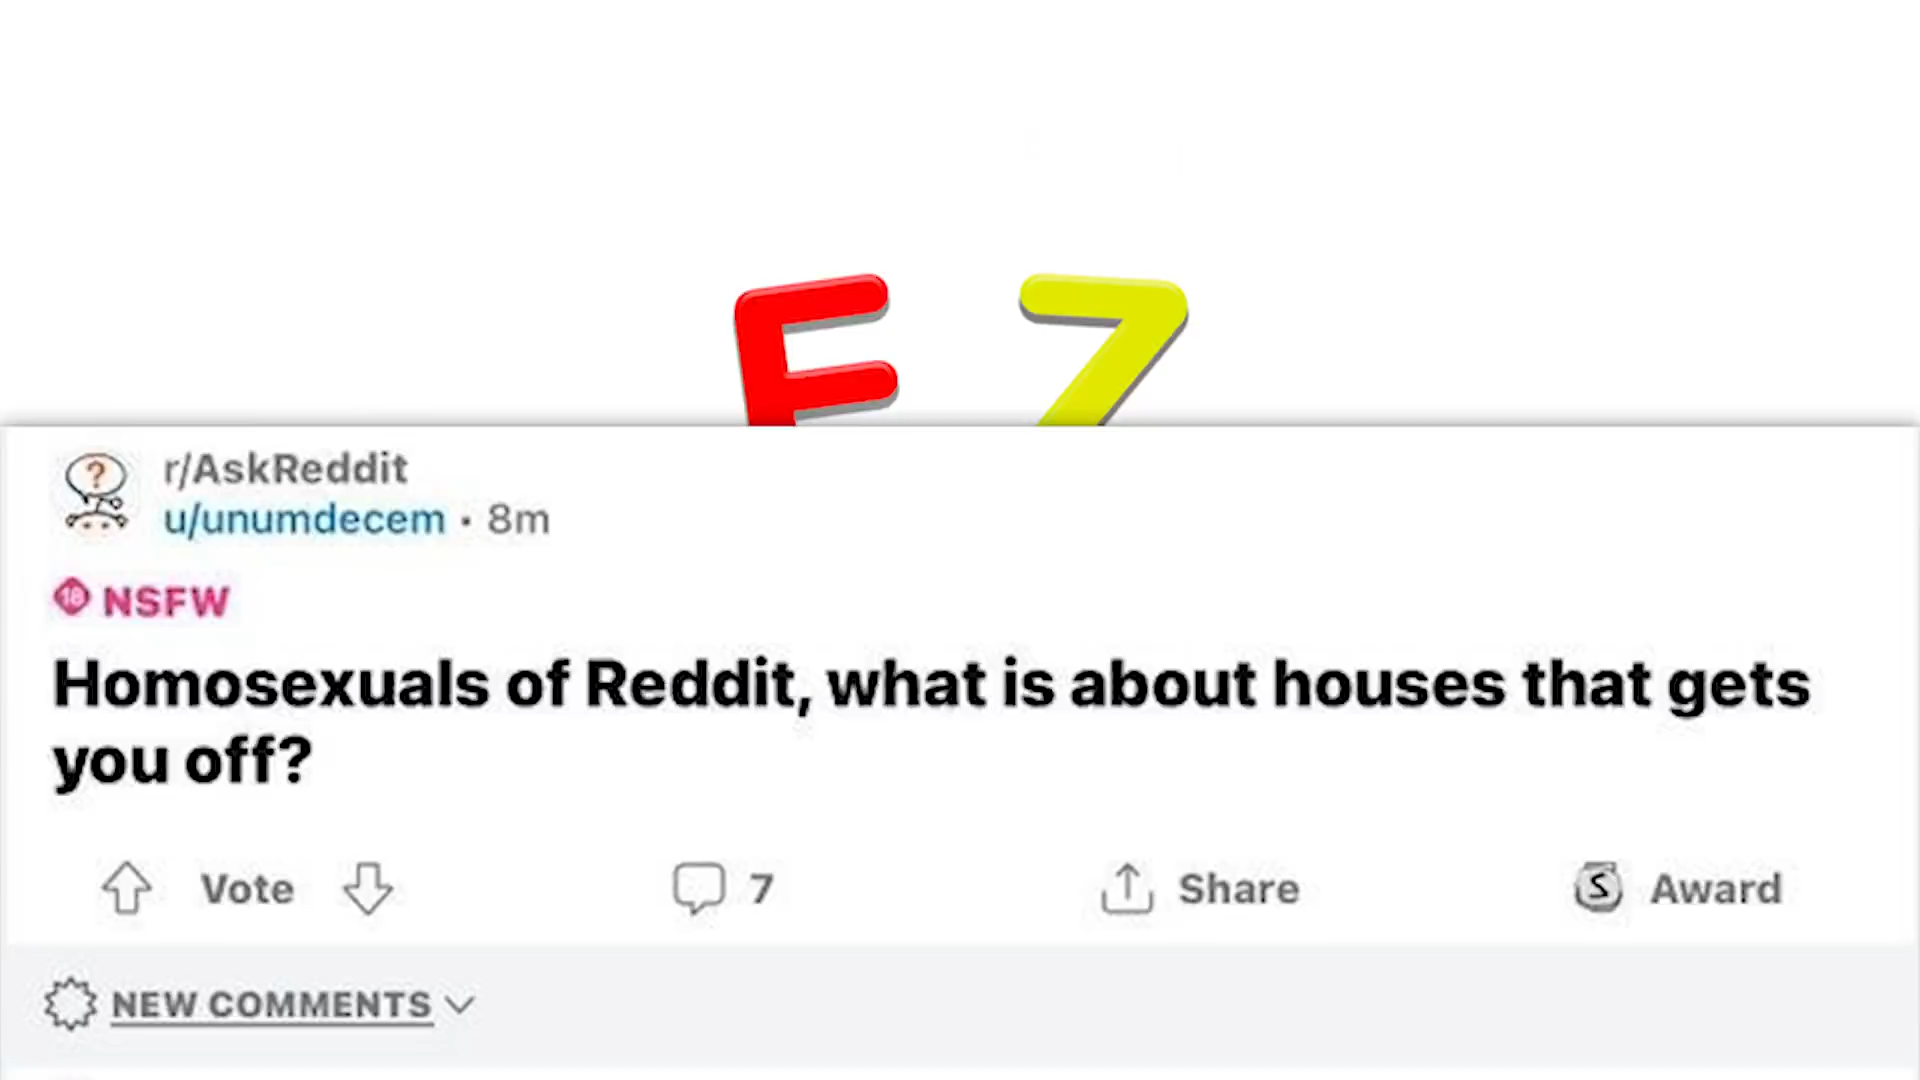 E Z
r/AskReddit
u/unumdecem · 8m
NSFW
Homosexuals of Reddit, what is about houses that gets
you off?
Vote 7 Share Award
NEW COMMENTS